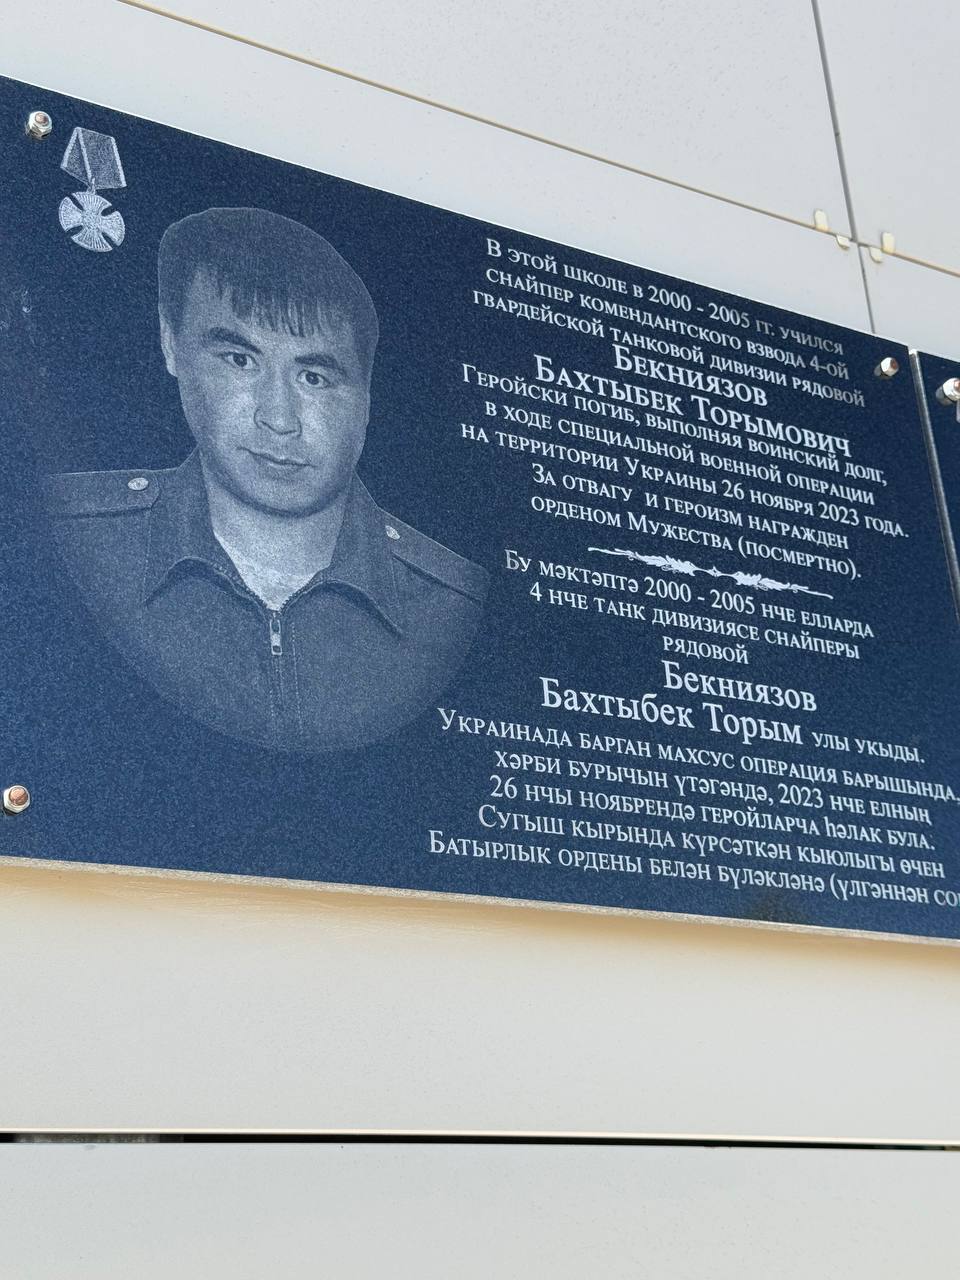 В этой школе в 2000 - 2005 гг. учился
снайпер комендантского взвода 4-ой
гвардейской танковой дивизии рядовой
Бекниязов
Бахтыбек Торымович
Геройски погиб, выполняя воинский долг,
в ходе специальной военной операции
на территории Украины 26 ноября 2023 года.
За отвагу и героизм награжден
орденом Мужества (посмертно).
Бу мәктәптә 2000 - 2005 нче елларда
4 нче танк дивизиясе снайперы
рядовой
Бекниязов
Бахтыбек Торым улы укыды.
Украинада барган махсус операция барышында,
хәрби бурычын үтәгәндә, 2023 нче елның
26 нчы ноябрендә геройларча һәлак була.
Сугыш кырында күрсәткән кыюлыгы өчен
Батырлык ордены белән бүләкләнә (үлгәннән